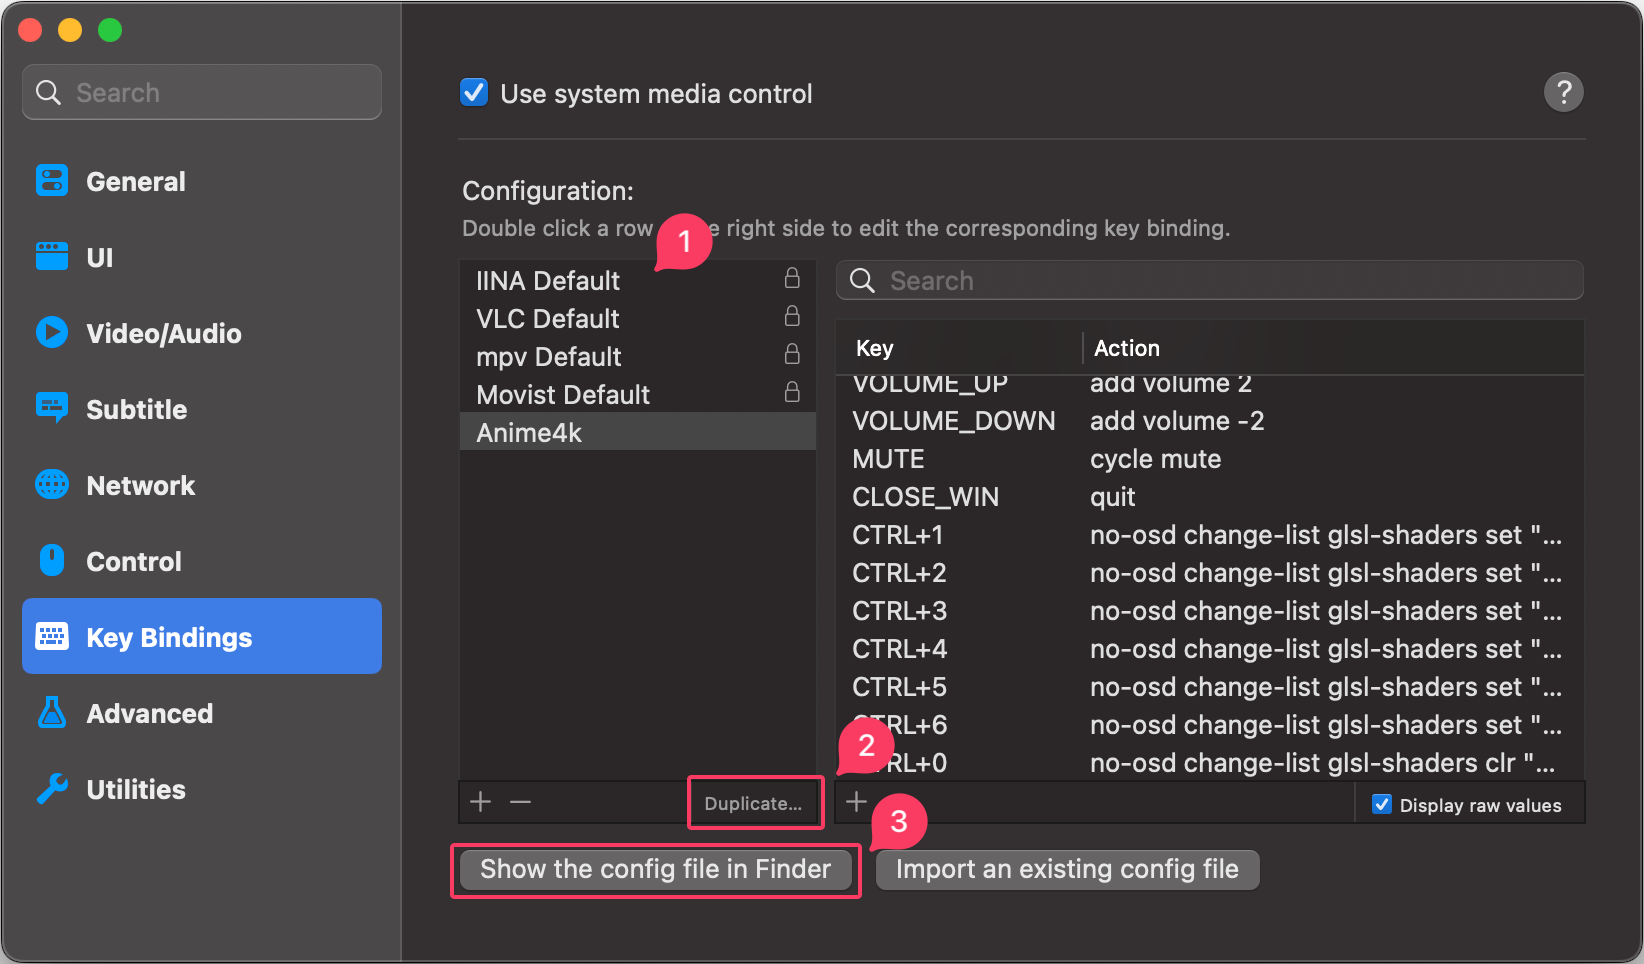 Search
General
UI
Video/Audio
Subtitle
Network
Control
Key Bindings
Advanced
Utilities
Use system media control
?
Configuration:
Double click a row e right side to edit the corresponding key binding.
1
IINA Default
VLC Default
mpv Default
Movist Default
Anime4k
Duplicate...
Search
Key Action
VOLUME_UP add volume 2
VOLUME_DOWN add volume -2
MUTE cycle mute
CLOSE_WIN quit
CTRL+1 no-osd change-list glsl-shaders set "...
CTRL+2 no-osd change-list glsl-shaders set "...
CTRL+3 no-osd change-list glsl-shaders set "...
CTRL+4 no-osd change-list glsl-shaders set "...
CTRL+5 no-osd change-list glsl-shaders set "...
CTRL+6 no-osd change-list glsl-shaders set "...
CTRL+0 no-osd change-list glsl-shaders clr "...
2
Display raw values
3
Show the config file in Finder
Import an existing config file